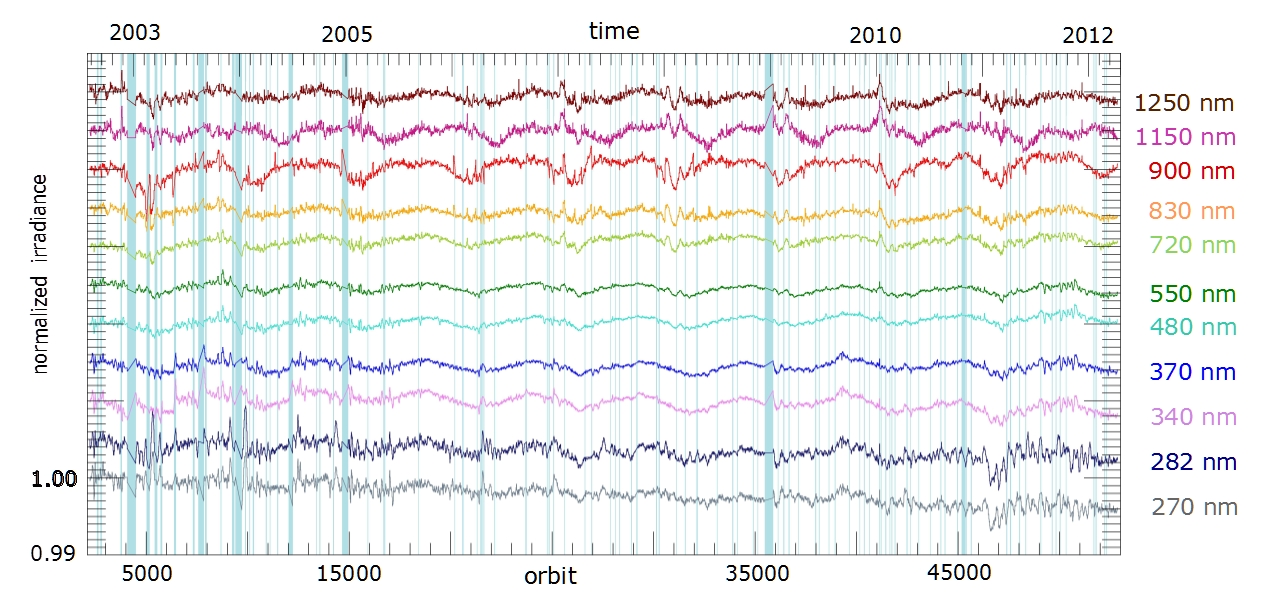 2003 2005 time 2010 2012
normalized irradiance
1250 nm
1150 nm
900 nm
830 nm
720 nm
550 nm
480 nm
370 nm
340 nm
282 nm
270 nm
1.00
0.99
5000 15000 orbit 35000 45000